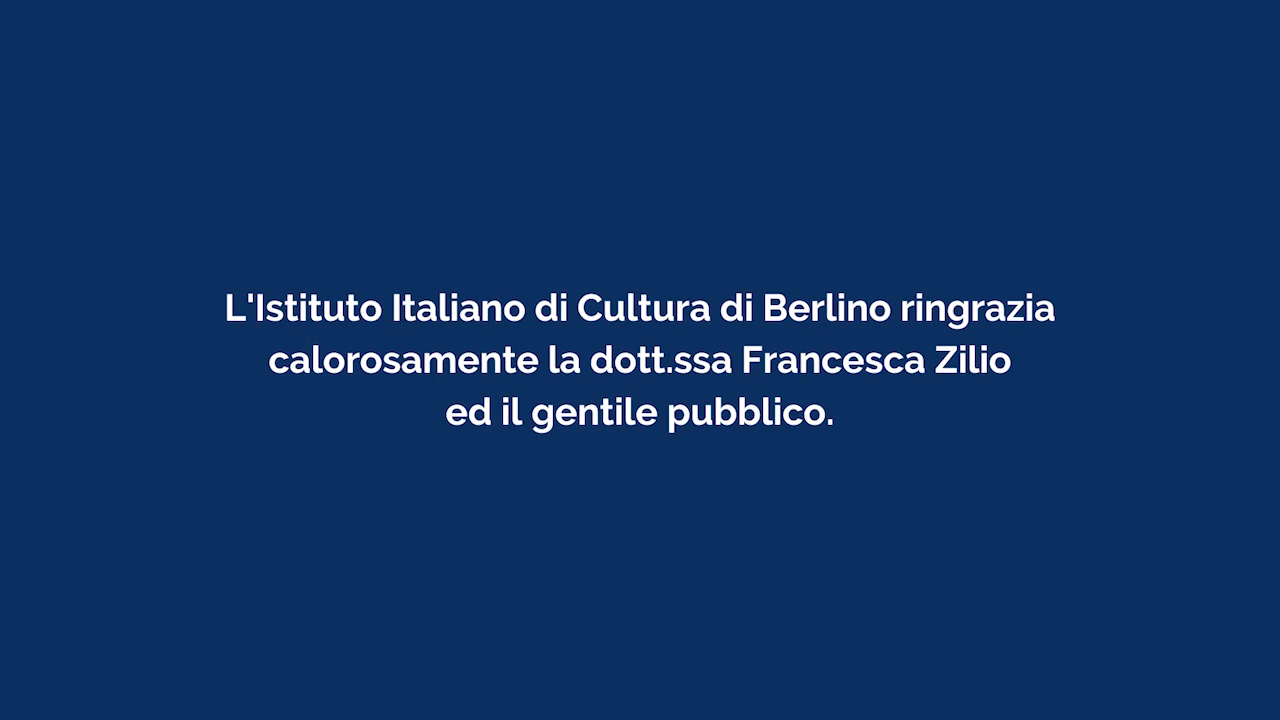 L'Istituto Italiano di Cultura di Berlino ringrazia
calorosamente la dott.ssa Francesca Zilio
ed il gentile pubblico.